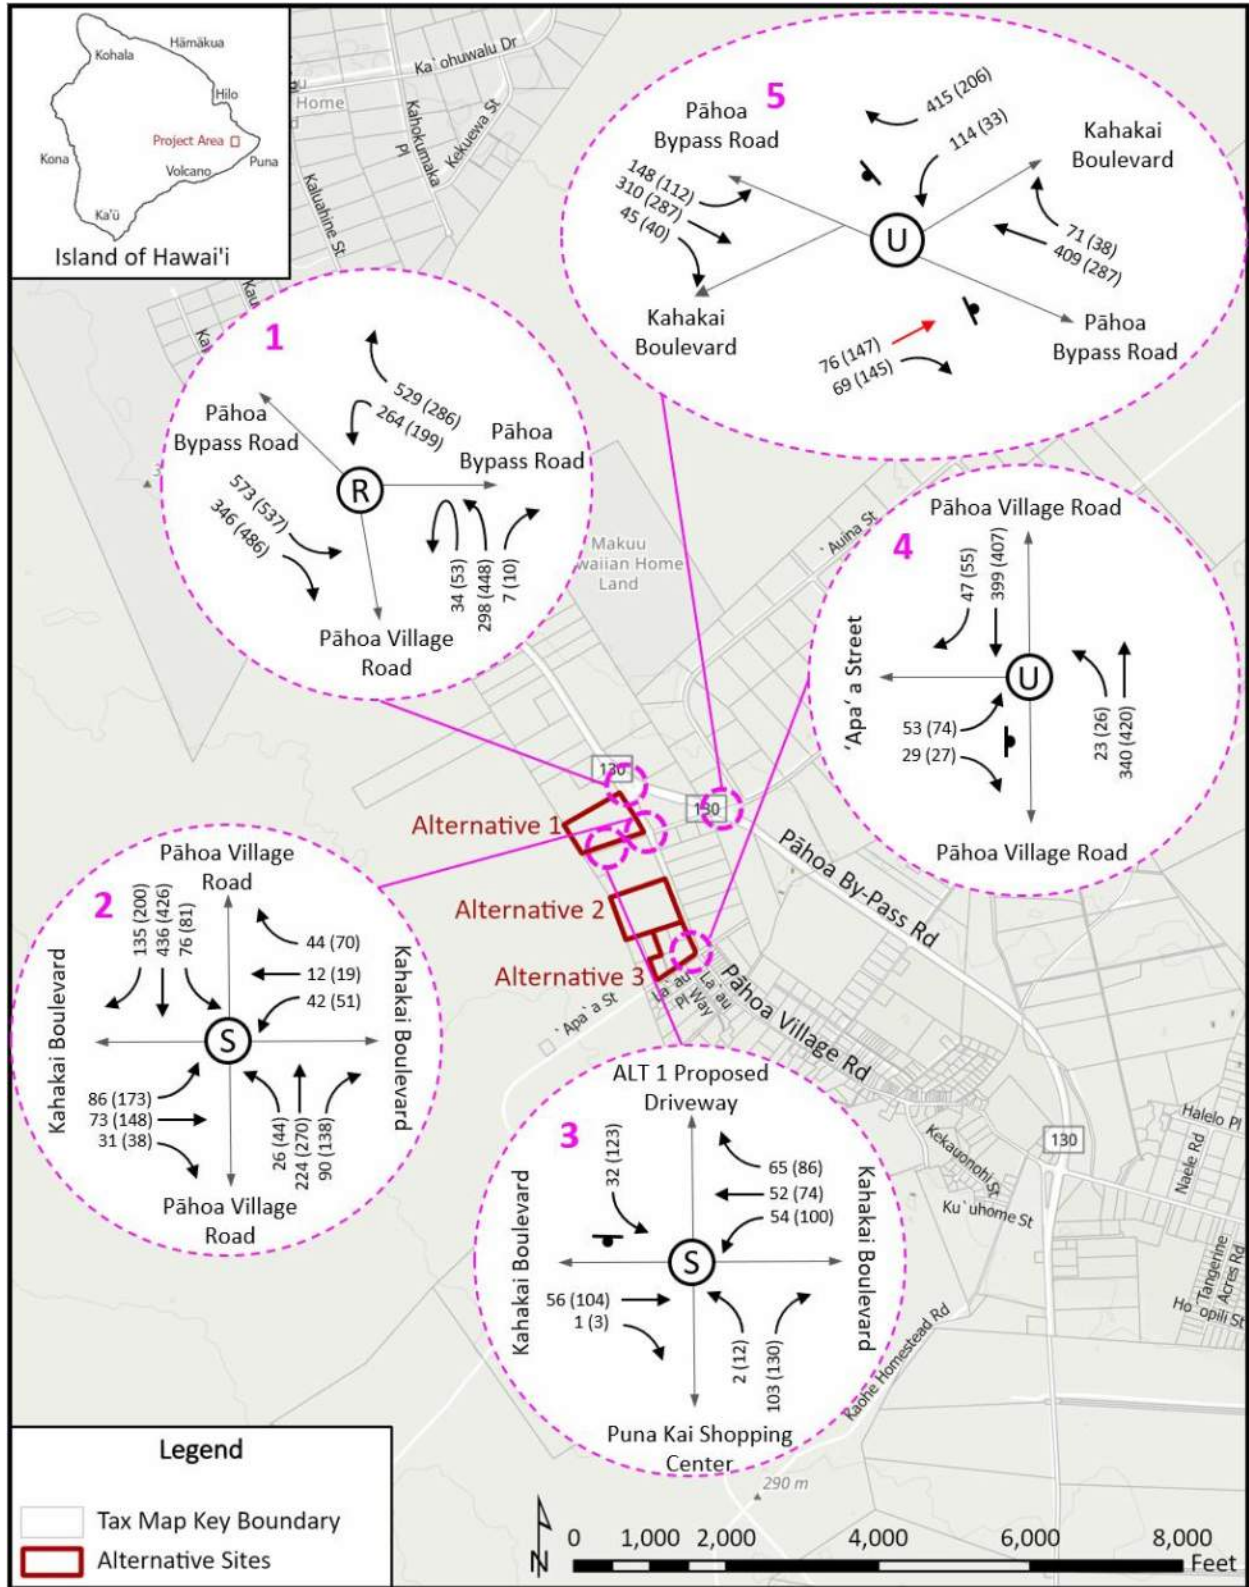 Kohala
Hāmākua
Hilo
Project Area
Kona
Volcano
Puna
Ka'ū
Island of Hawai'i
Ka`ohuwalu Dr
Home
Kahokumaka
Pl
Kekuewa St
Kaluahine St
Kau
5
Pāhoa
Bypass Road
415 (206)
114 (33)
Kahakai
Boulevard
148 (112)
310 (287)
45 (40)
U
71 (38)
409 (287)
Kahakai
Boulevard
76 (147)
69 (145)
Pāhoa
Bypass Road
1
Pāhoa
Bypass Road
529 (286)
264 (199)
Pāhoa
Bypass Road
R
573 (537)
346 (486)
34 (53)
298 (448)
7 (10)
Pāhoa Village
Road
Makuu
waiian Home
Land
`Auina St
4
Pāhoa Village Road
47 (55)
399 (407)
'Apa' a Street
U
53 (74)
29 (27)
23 (26)
340 (420)
Pāhoa Village Road
130
130
Alternative 1
Alternative 2
Alternative 3
Pāhoa By-Pass Rd
Pāhoa Village Rd
La`au
Pl
La`au
Way
`Apa`a St
2
Pāhoa Village
Road
135 (200)
436 (426)
76 (81)
44 (70)
12 (19)
42 (51)
Kahakai Boulevard
S
Kahakai Boulevard
86 (173)
73 (148)
31 (38)
26 (44)
224 (270)
90 (138)
Pāhoa Village
Road
3
ALT 1 Proposed
Driveway
32 (123)
65 (86)
52 (74)
54 (100)
Kahakai Boulevard
S
Kahakai Boulevard
56 (104)
1 (3)
2 (12)
103 (130)
Puna Kai Shopping
Center
Kekauonohi St
Ku`uhome St
130
Halelo Pl
Naele Rd
Tangerine
Acres Rd
Ho`opili St
Kaohe Homestead Rd
290 m
Legend
Tax Map Key Boundary
Alternative Sites
N
0 1,000 2,000 4,000 6,000 8,000
Feet